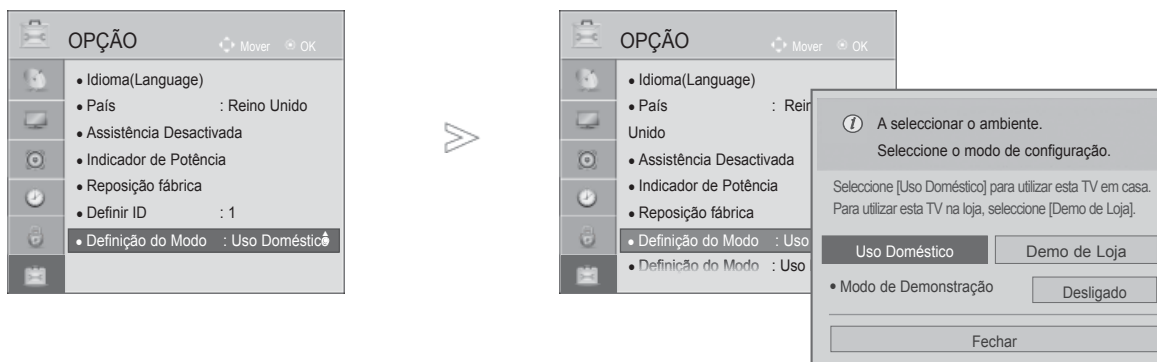 OPÇÃO
Mover OK
• Idioma(Language)
• País : Reino Unido
• Assistência Desactivada
• Indicador de Potência
• Reposição fábrica
• Definir ID : 1
• Definição do Modo : Uso Doméstico
>
OPÇÃO
Mover OK
• Idioma(Language)
• País : Rei
Unido
• Assistência Desactivada
• Indicador de Potência
• Reposição fábrica
• Definição do Modo : Uso
• Definição do Modo : Uso
i A seleccionar o ambiente.
Seleccione o modo de configuração.
Seleccione [Uso Doméstico] para utilizar esta TV em casa.
Para utilizar esta TV na loja, seleccione [Demo de Loja].
Uso Doméstico Demo de Loja
• Modo de Demonstração Desligado
Fechar